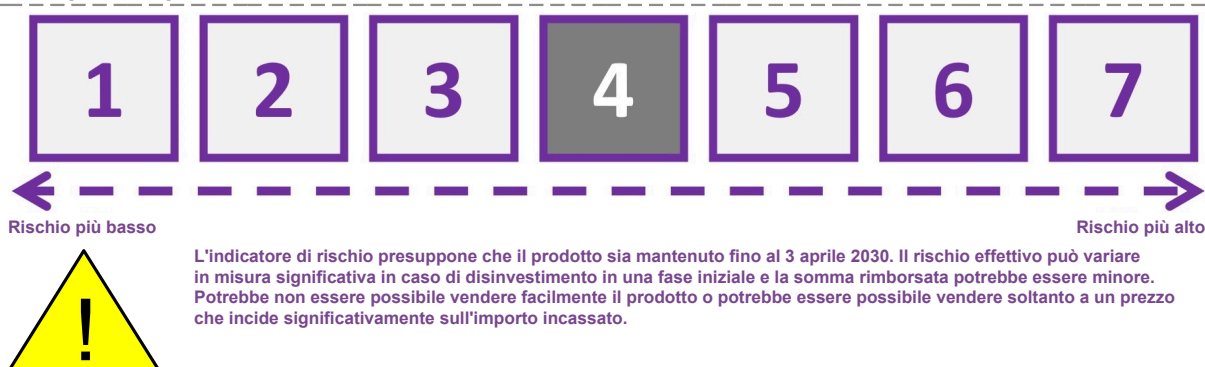 1 2 3 4 5 6 7
Rischio più basso Rischio più alto
L'indicatore di rischio presuppone che il prodotto sia mantenuto fino al 3 aprile 2030. Il rischio effettivo può variare
in misura significativa in caso di disinvestimento in una fase iniziale e la somma rimborsata potrebbe essere minore.
Potrebbe non essere possibile vendere facilmente il prodotto o potrebbe essere possibile vendere soltanto a un prezzo
che incide significativamente sull'importo incassato.
!